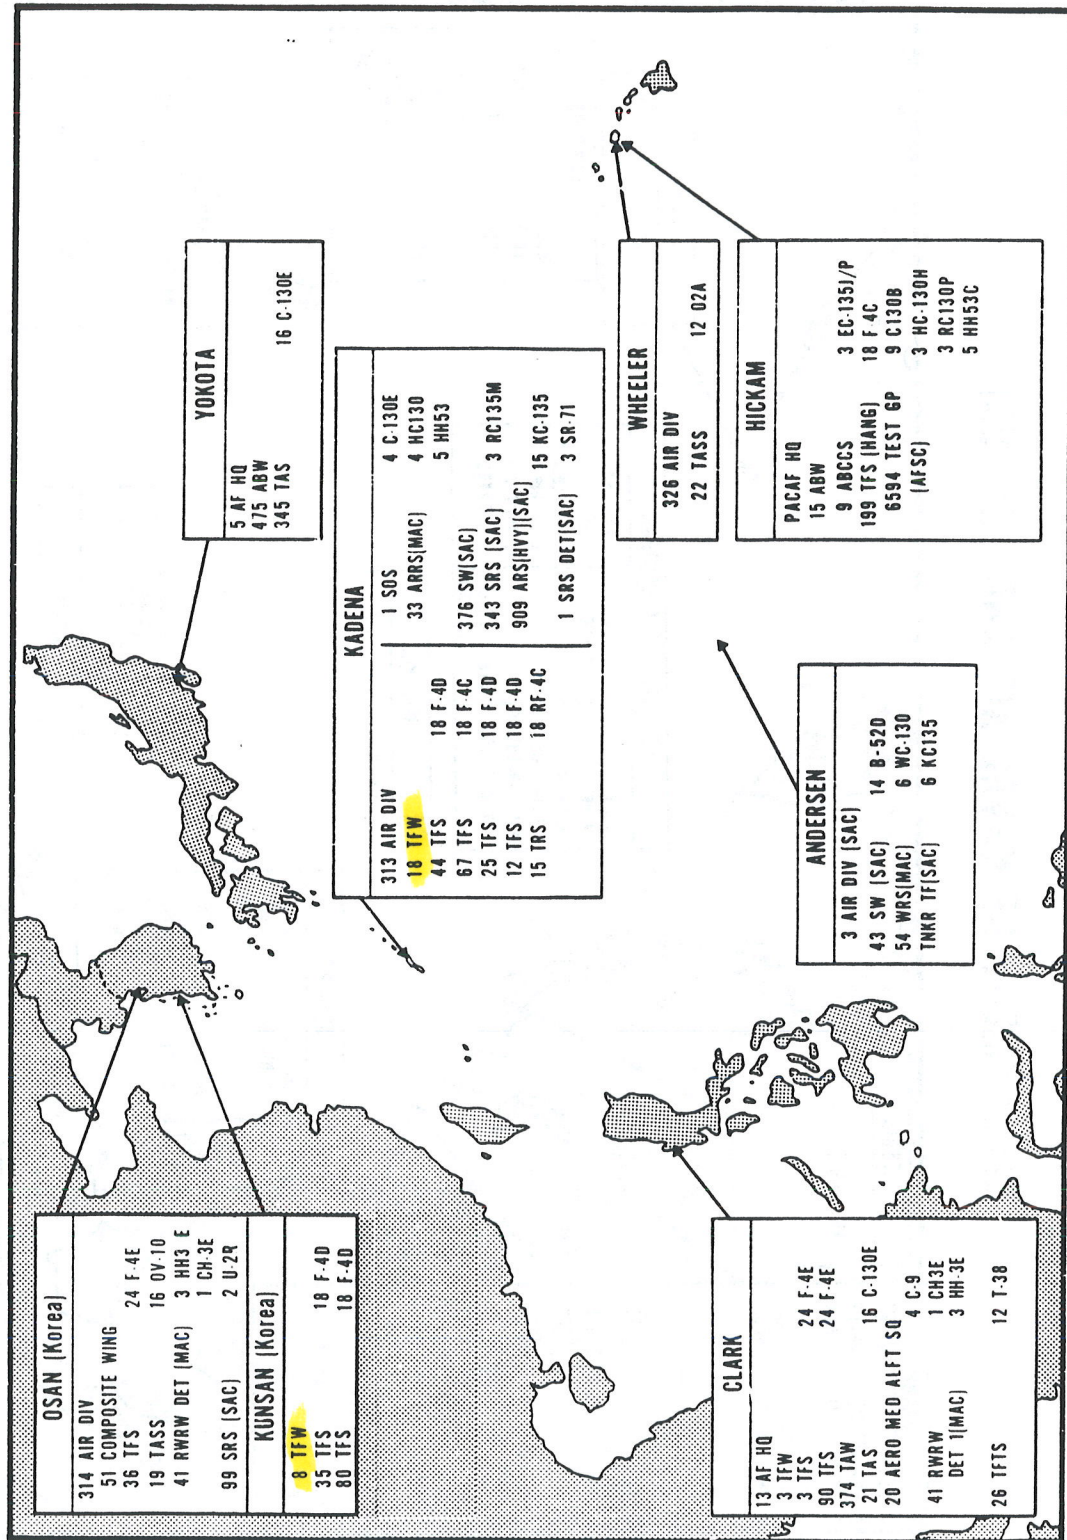 OSAN (Korea)
314 AIR DIV
51 COMPOSITE WING
36 TFS 24 F-4E
19 TASS 16 OV-10
41 RWRW DET (MAC) 3 HH3 E
1 CH-3E
99 SRS (SAC) 2 U-2R
KUNSAN (Korea)
8 TFW
35 TFS 18 F-4D
80 TFS 18 F-4D
YOKOTA
5 AF HQ
475 ABW
345 TAS 16 C-130E
KADENA
313 AIR DIV
18 TFW
44 TFS 18 F-4D
67 TFS 18 F-4C
25 TFS 18 F-4D
12 TFS 18 F-4D
15 TRS 18 RF-4C
1 SOS 4 C-130E
33 ARRS(MAC) 4 HC130
5 HH53
376 SW(SAC)
343 SRS (SAC) 3 RC135M
909 ARS(HVY)(SAC)
15 KC-135
1 SRS DET(SAC) 3 SR-71
WHEELER
326 AIR DIV
22 TASS 12 02A
HICKAM
PACAF HQ
15 ABW
9 ABCCS 3 EC-135J/P
199 TFS (HANG) 18 F-4C
6594 TEST GP 9 C130B
(AFSC) 3 HC-130H
3 RC130P
5 HH53C
ANDERSEN
3 AIR DIV (SAC)
43 SW (SAC) 14 B-52D
54 WRS(MAC) 6 WC-130
TNKR TF(SAC) 6 KC135
CLARK
13 AF HQ
3 TFW
3 TFS 24 F-4E
90 TFS 24 F-4E
374 TAW
21 TAS 16 C-130E
20 AERO MED ALFT SQ
4 C-9
41 RWRW 1 CH3E
DET 1(MAC) 3 HH-3E
26 TFTS 12 T-38